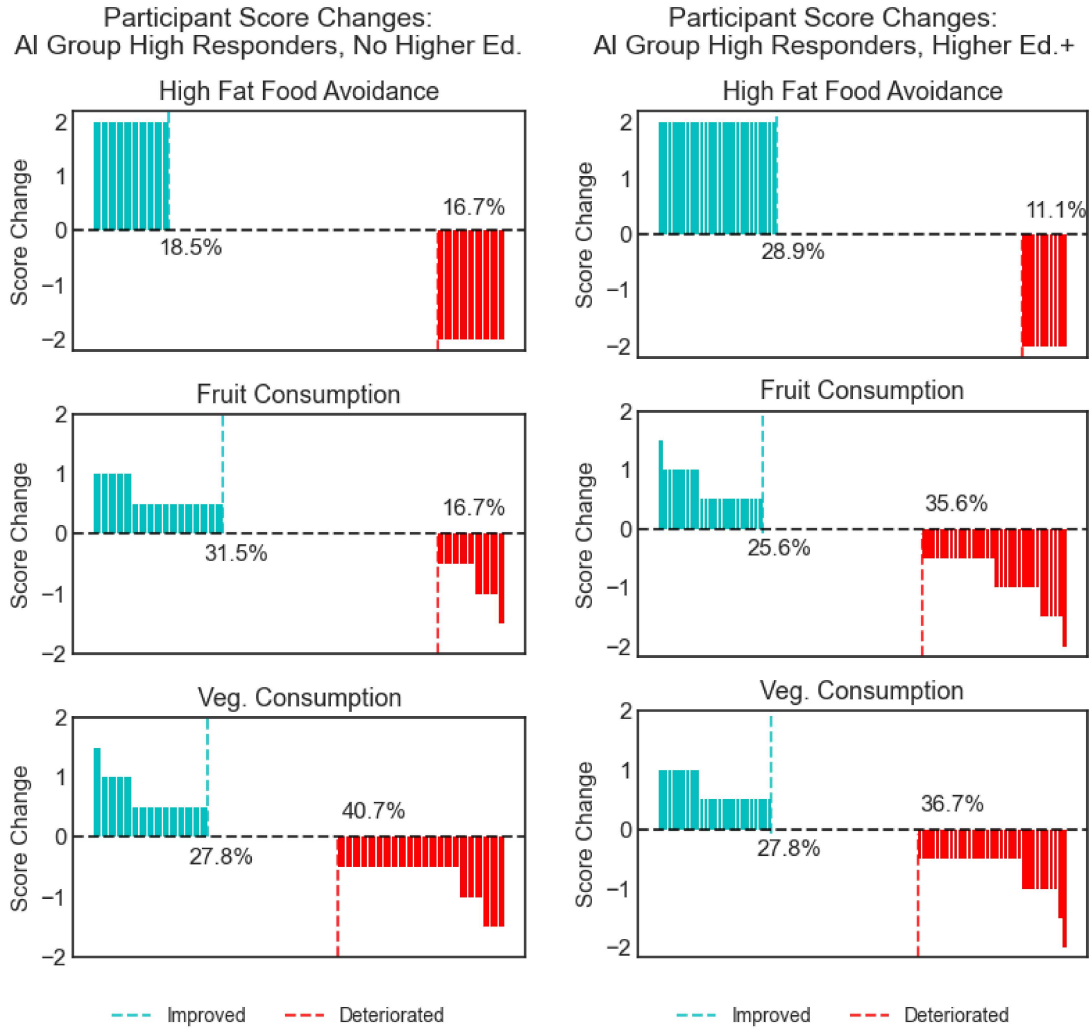 Participant Score Changes:
AI Group High Responders, No Higher Ed.
High Fat Food Avoidance
Score Change
2
1
0
−1
−2
18.5%
16.7%
Fruit Consumption
Score Change
2
1
0
−1
−2
31.5%
16.7%
Veg. Consumption
Score Change
2
1
0
−1
−2
27.8%
40.7%
Improved
Deteriorated
Participant Score Changes:
AI Group High Responders, Higher Ed.+
High Fat Food Avoidance
Score Change
2
1
0
−1
−2
28.9%
11.1%
Fruit Consumption
Score Change
2
1
0
−1
−2
25.6%
35.6%
Veg. Consumption
Score Change
2
1
0
−1
−2
27.8%
36.7%
Improved
Deteriorated